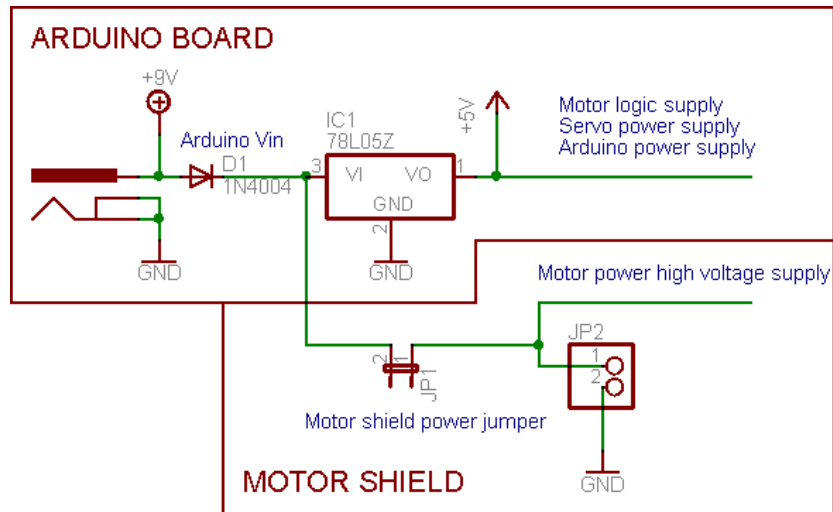 ARDUINO BOARD
+9V
Arduino Vin
D1
1N4004
IC1
78L05Z
3
VI
VO
1
GND
2
+5V
Motor logic supply
Servo power supply
Arduino power supply
GND
GND
Motor power high voltage supply
2
1
JP1
JP2
1
2
Motor shield power jumper
MOTOR SHIELD
GND